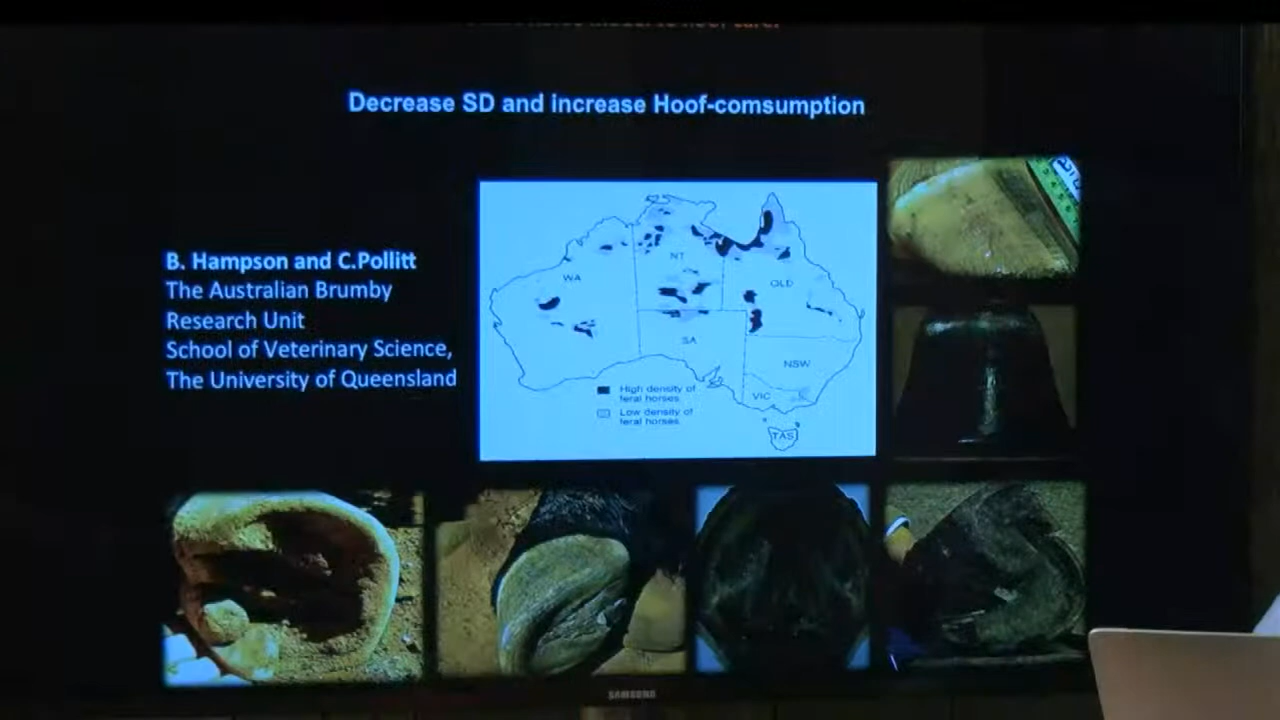 Decrease SD and increase Hoof-comsumption
B. Hampson and C.Pollitt
The Australian Brumby
Research Unit
School of Veterinary Science,
The University of Queensland
NT
WA
QLD
SA
NSW
VIC
TAS
High density of
feral horses.
Low density of
feral horses.
SAMSUNG